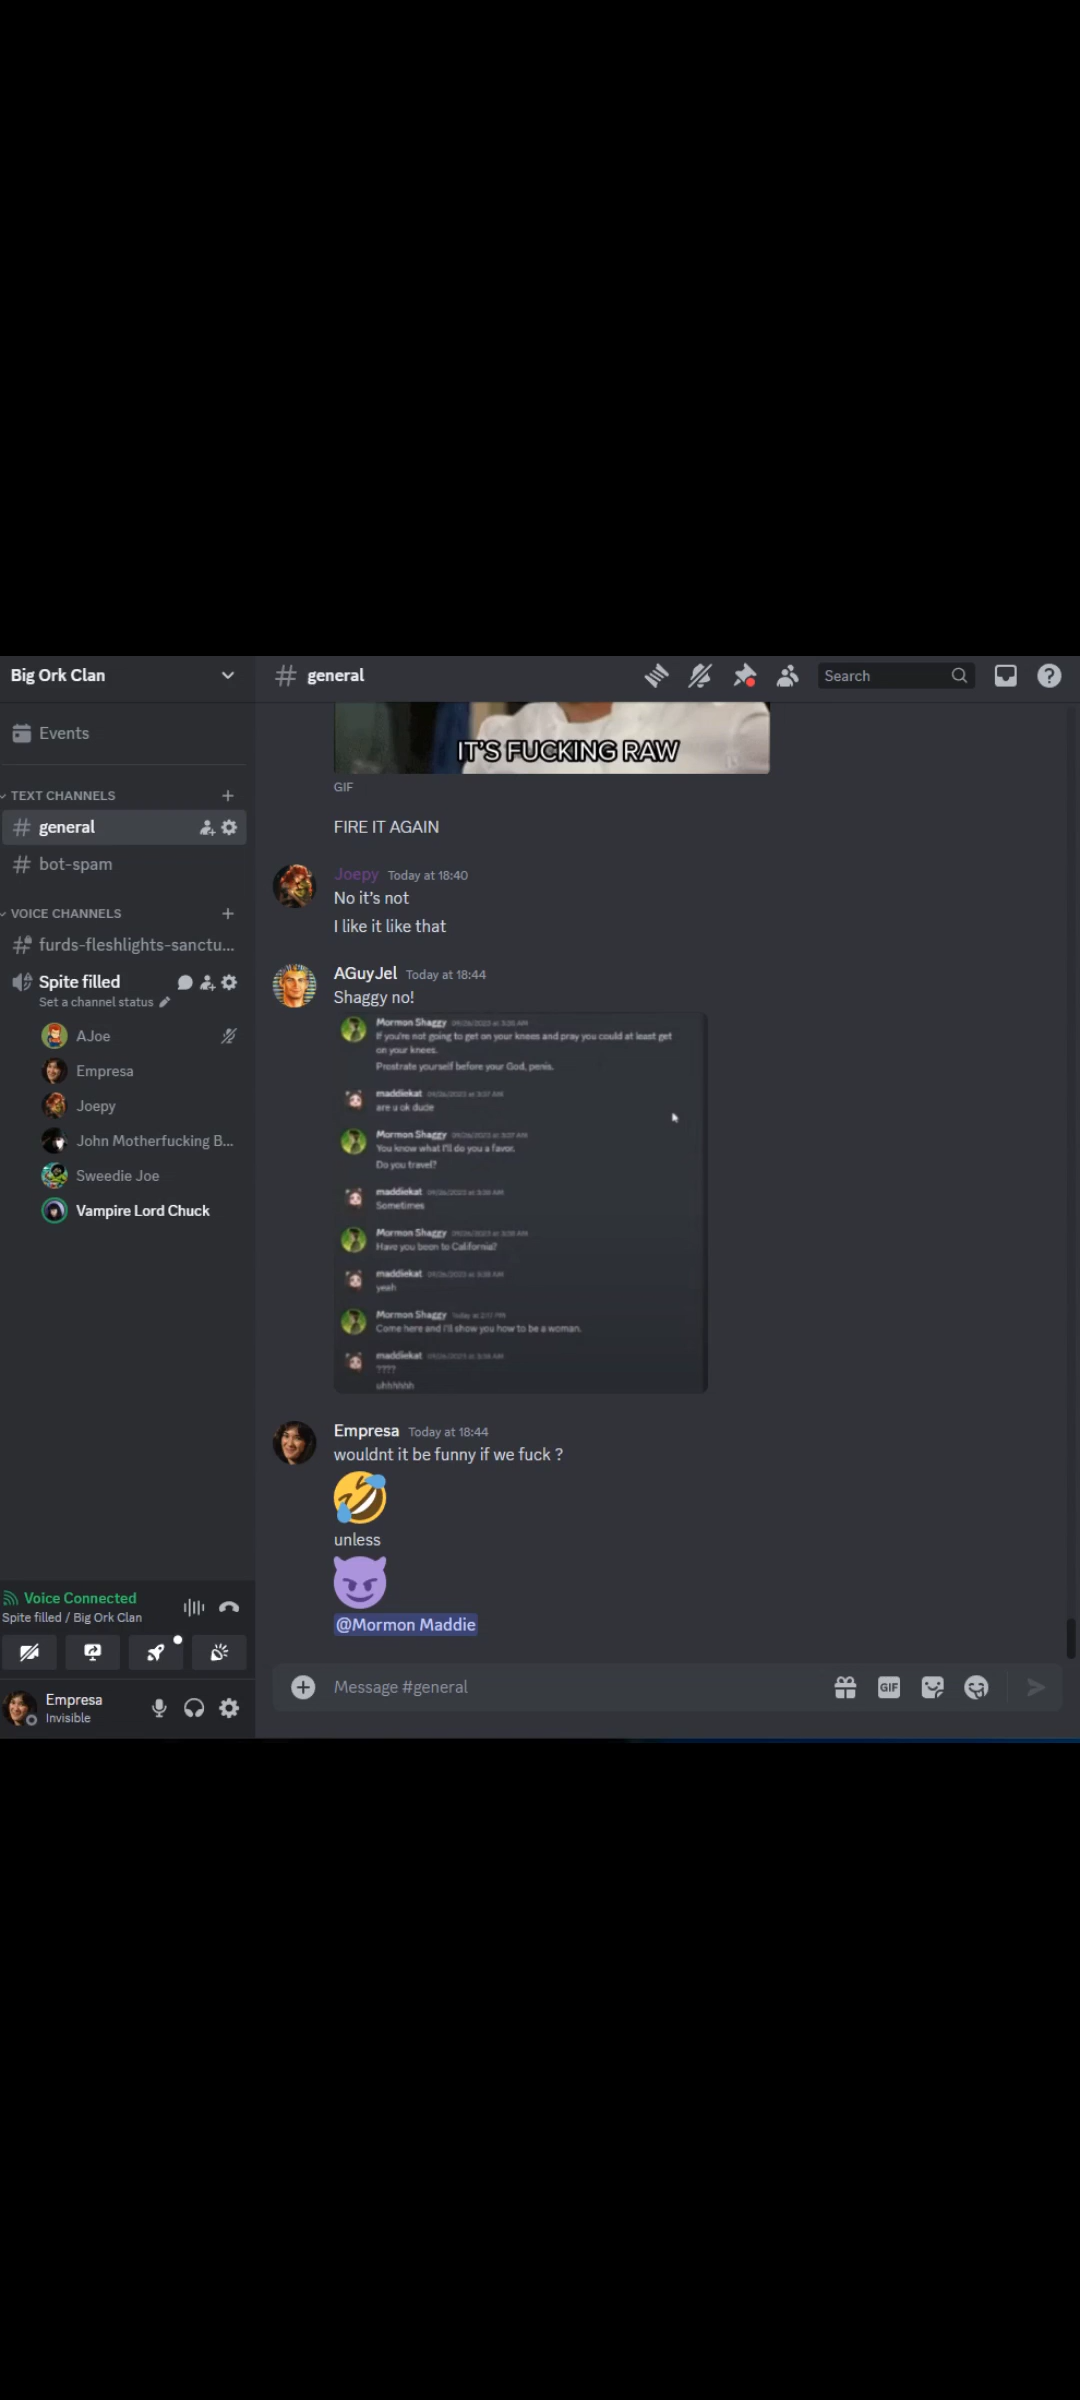 Big Ork Clan
Events
TEXT CHANNELS
general
bot-spam
VOICE CHANNELS
furds-fleshlights-sanctu...
Spite filled
Set a channel status
AJoe
Empresa
Joepy
John Motherfucking B...
Sweedie Joe
Vampire Lord Chuck
Voice Connected
Spite filled / Big Ork Clan
Empresa
Invisible
general
Search
IT'S FUCKING RAW
GIF
FIRE IT AGAIN
Joepy Today at 18:40
No it's not
I like it like that
AGuyJel Today at 18:44
Shaggy no!
Mormon Shaggy
If you're not going to get on your knees and pray you could at least get
on your knees.
Prostrate yourself before your God, penis.
maddiekat
are u ok dude
Mormon Shaggy
You know what I'll do you a favor.
Do you travel?
maddiekat
Sometimes
Mormon Shaggy
Have you been to California?
maddiekat
yeah
Mormon Shaggy Today at 2:17 PM
Come here and I'll show you how to be a woman.
maddiekat
????
uhhhhhh
Empresa Today at 18:44
wouldnt it be funny if we fuck ?
unless
@Mormon Maddie
Message #general
GIF